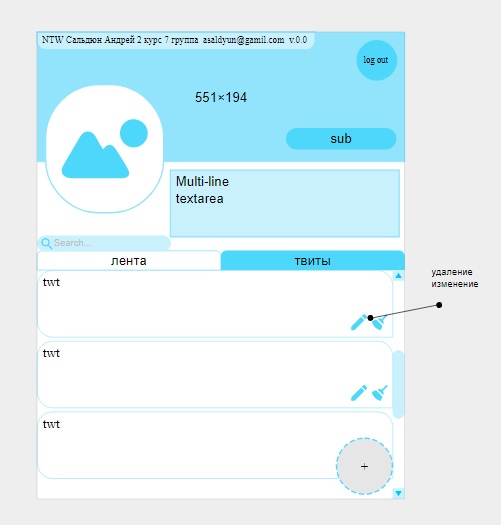 NTW Сальдюн Андрей 2 курс 7 группа asaldyun@gamil.com v.0.0
log out
551×194
sub
Multi-line
textarea
Search...
лента
твиты
twt
удаление
изменение
twt
twt
+